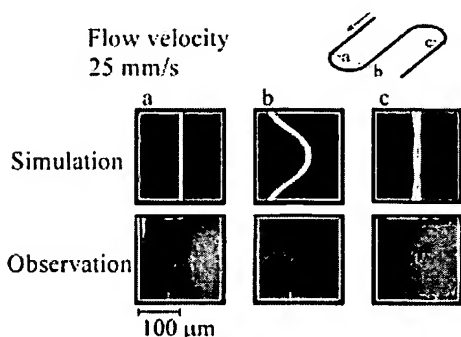 Flow velocity
25 mm/s
a
c
b
a
b
c
Simulation
Observation
100 μm